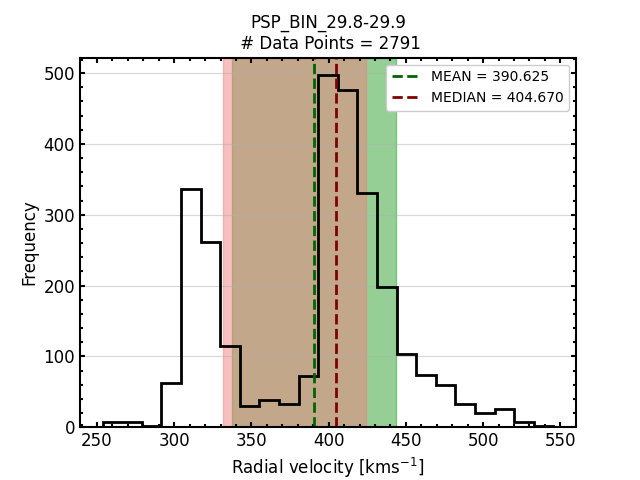 PSP_BIN_29.8-29.9
# Data Points = 2791
MEAN = 390.625
MEDIAN = 404.670
Frequency
500
400
300
200
100
0
250
300
350
400
450
500
550
Radial velocity [kms⁻¹]